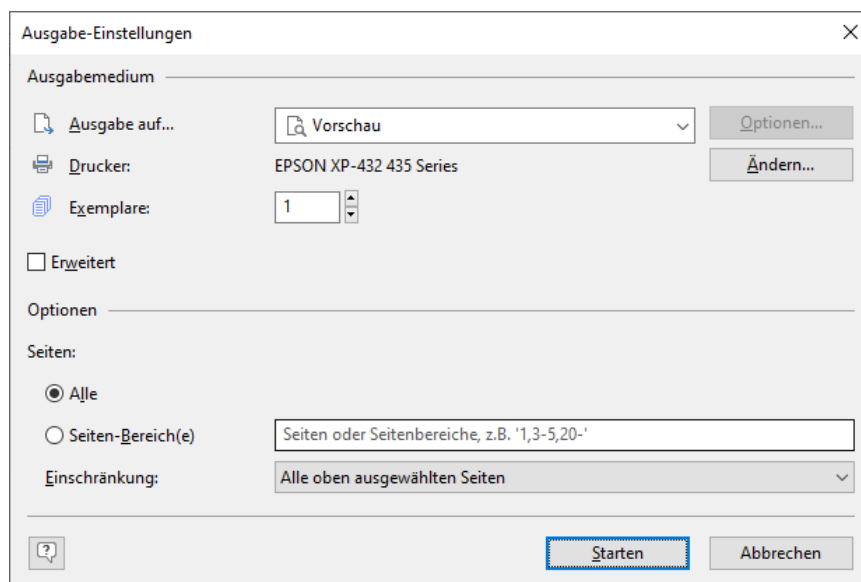 Ausgabe-Einstellungen
Ausgabemedium
Ausgabe auf... Vorschau Optionen...
Drucker: EPSON XP-432 435 Series Ändern...
Exemplare: 1
Erweitert
Optionen
Seiten:
Alle
Seiten-Bereich(e) Seiten oder Seitenbereiche, z.B. '1,3-5,20-'
Einschränkung: Alle oben ausgewählten Seiten
Starten Abbrechen